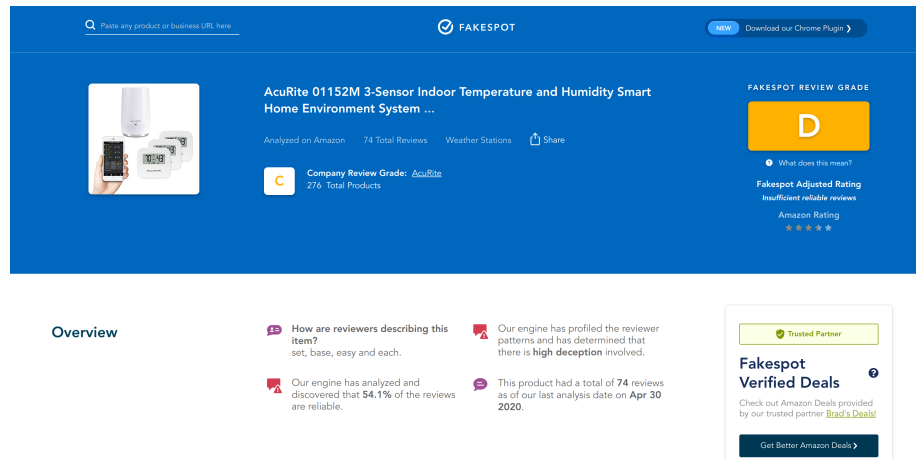 Paste any product or business URL here
FAKESPOT
NEW
Download our Chrome Plugin ❯
AcuRite 01152M 3-Sensor Indoor Temperature and Humidity Smart
Home Environment System ...
Analyzed on Amazon
74 Total Reviews
Weather Stations
Share
C
Company Review Grade: AcuRite
276 Total Products
FAKESPOT REVIEW GRADE
D
What does this mean?
Fakespot Adjusted Rating
Insufficient reliable reviews
Amazon Rating
Overview
How are reviewers describing this
item?
set, base, easy and each.
Our engine has profiled the reviewer
patterns and has determined that
there is high deception involved.
Our engine has analyzed and
discovered that 54.1% of the reviews
are reliable.
This product had a total of 74 reviews
as of our last analysis date on Apr 30
2020.
Trusted Partner
Fakespot
Verified Deals
?
Check out Amazon Deals provided
by our trusted partner Brad's Deals!
Get Better Amazon Deals ❯